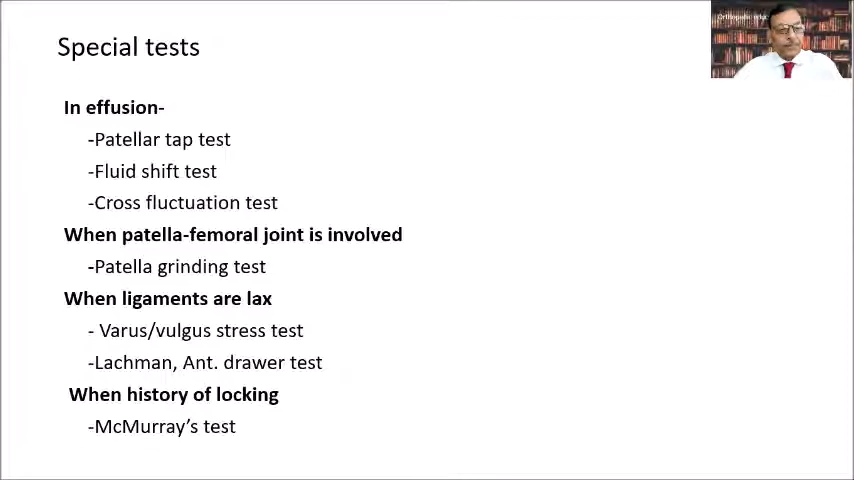 Special tests
Orthopaedic edu
In effusion-
-Patellar tap test
-Fluid shift test
-Cross fluctuation test
When patella-femoral joint is involved
-Patella grinding test
When ligaments are lax
- Varus/vulgus stress test
-Lachman, Ant. drawer test
When history of locking
-McMurray's test